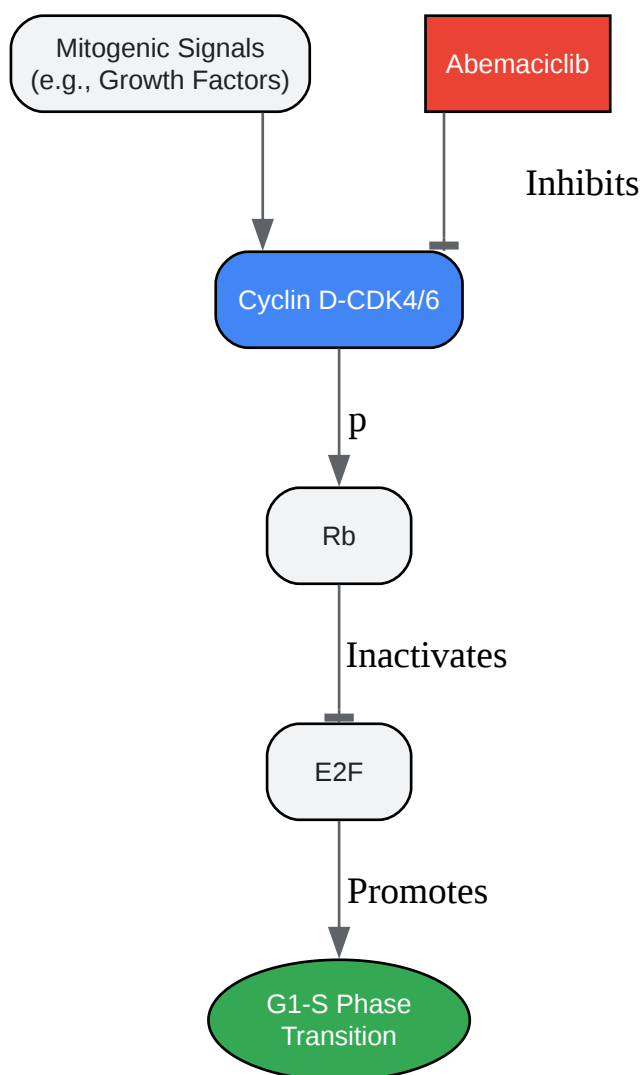 Mitogenic Signals
(e.g., Growth Factors)
Abemaciclib
Inhibits
Cyclin D-CDK4/6
p
Rb
Inactivates
E2F
Promotes
G1-S Phase
Transition